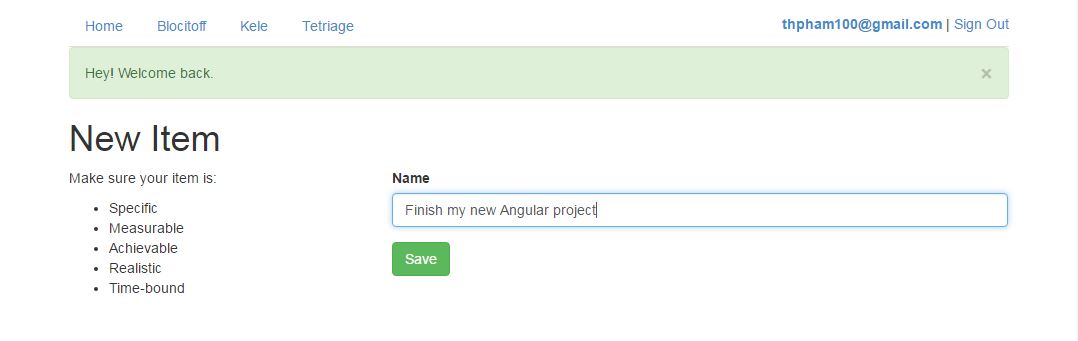 Home Blocitoff Kele Tetriage thpham100@gmail.com | Sign Out
Hey! Welcome back. ×
New Item
Make sure your item is:
• Specific
• Measurable
• Achievable
• Realistic
• Time-bound
Name
Finish my new Angular project
Save